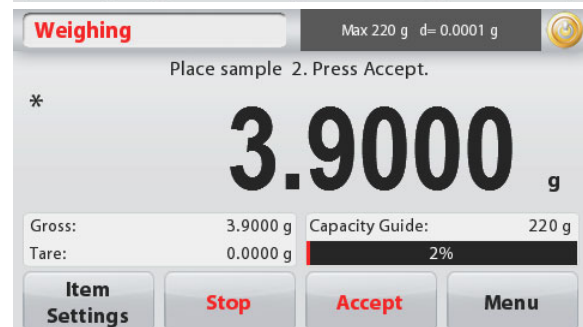 Weighing Max 220 g d= 0.0001 g
Place sample 2. Press Accept.
*
3.9000 g
Gross: 3.9000 g Capacity Guide: 220 g
Tare: 0.0000 g 2%
Item Settings Stop Accept Menu